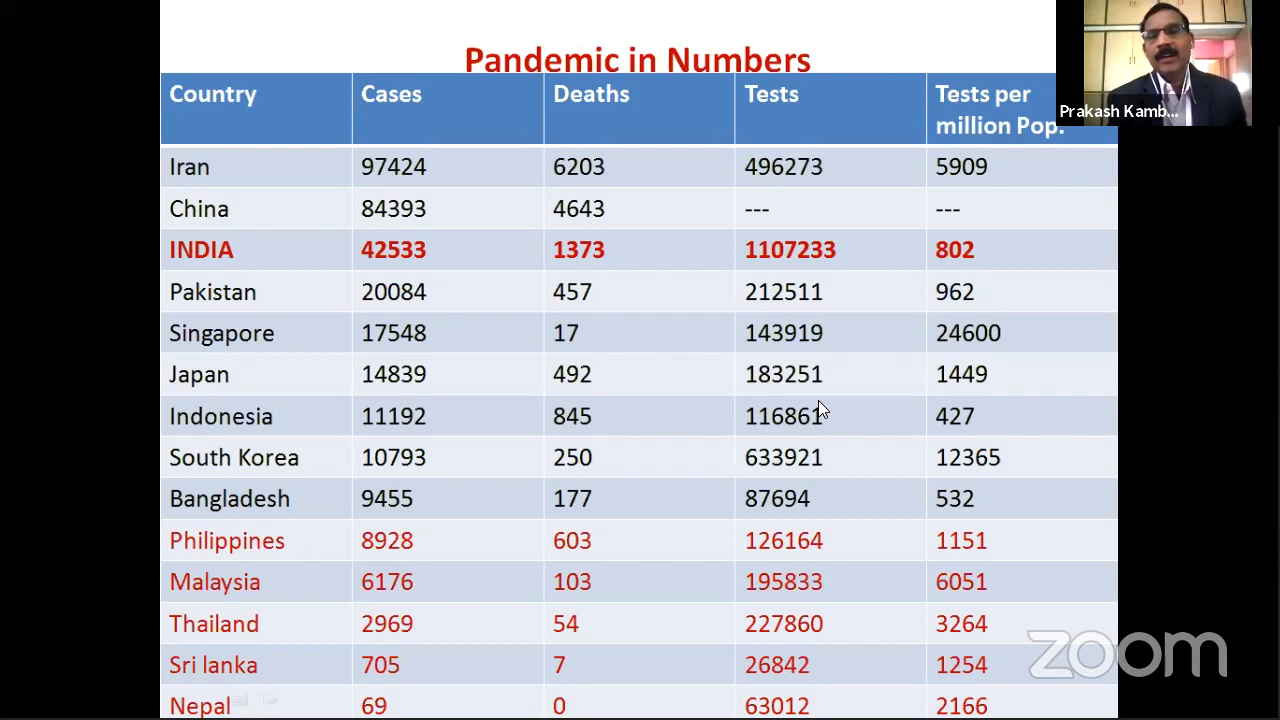 Pandemic in Numbers
Prakash Kamb...
Country Cases Deaths Tests Tests per
million Pop.
Iran 97424 6203 496273 5909
China 84393 4643 --- ---
INDIA 42533 1373 1107233 802
Pakistan 20084 457 212511 962
Singapore 17548 17 143919 24600
Japan 14839 492 183251 1449
Indonesia 11192 845 116861 427
South Korea 10793 250 633921 12365
Bangladesh 9455 177 87694 532
Philippines 8928 603 126164 1151
Malaysia 6176 103 195833 6051
Thailand 2969 54 227860 3264
Sri lanka 705 7 26842 1254
Nepal 69 0 63012 2166
zoom